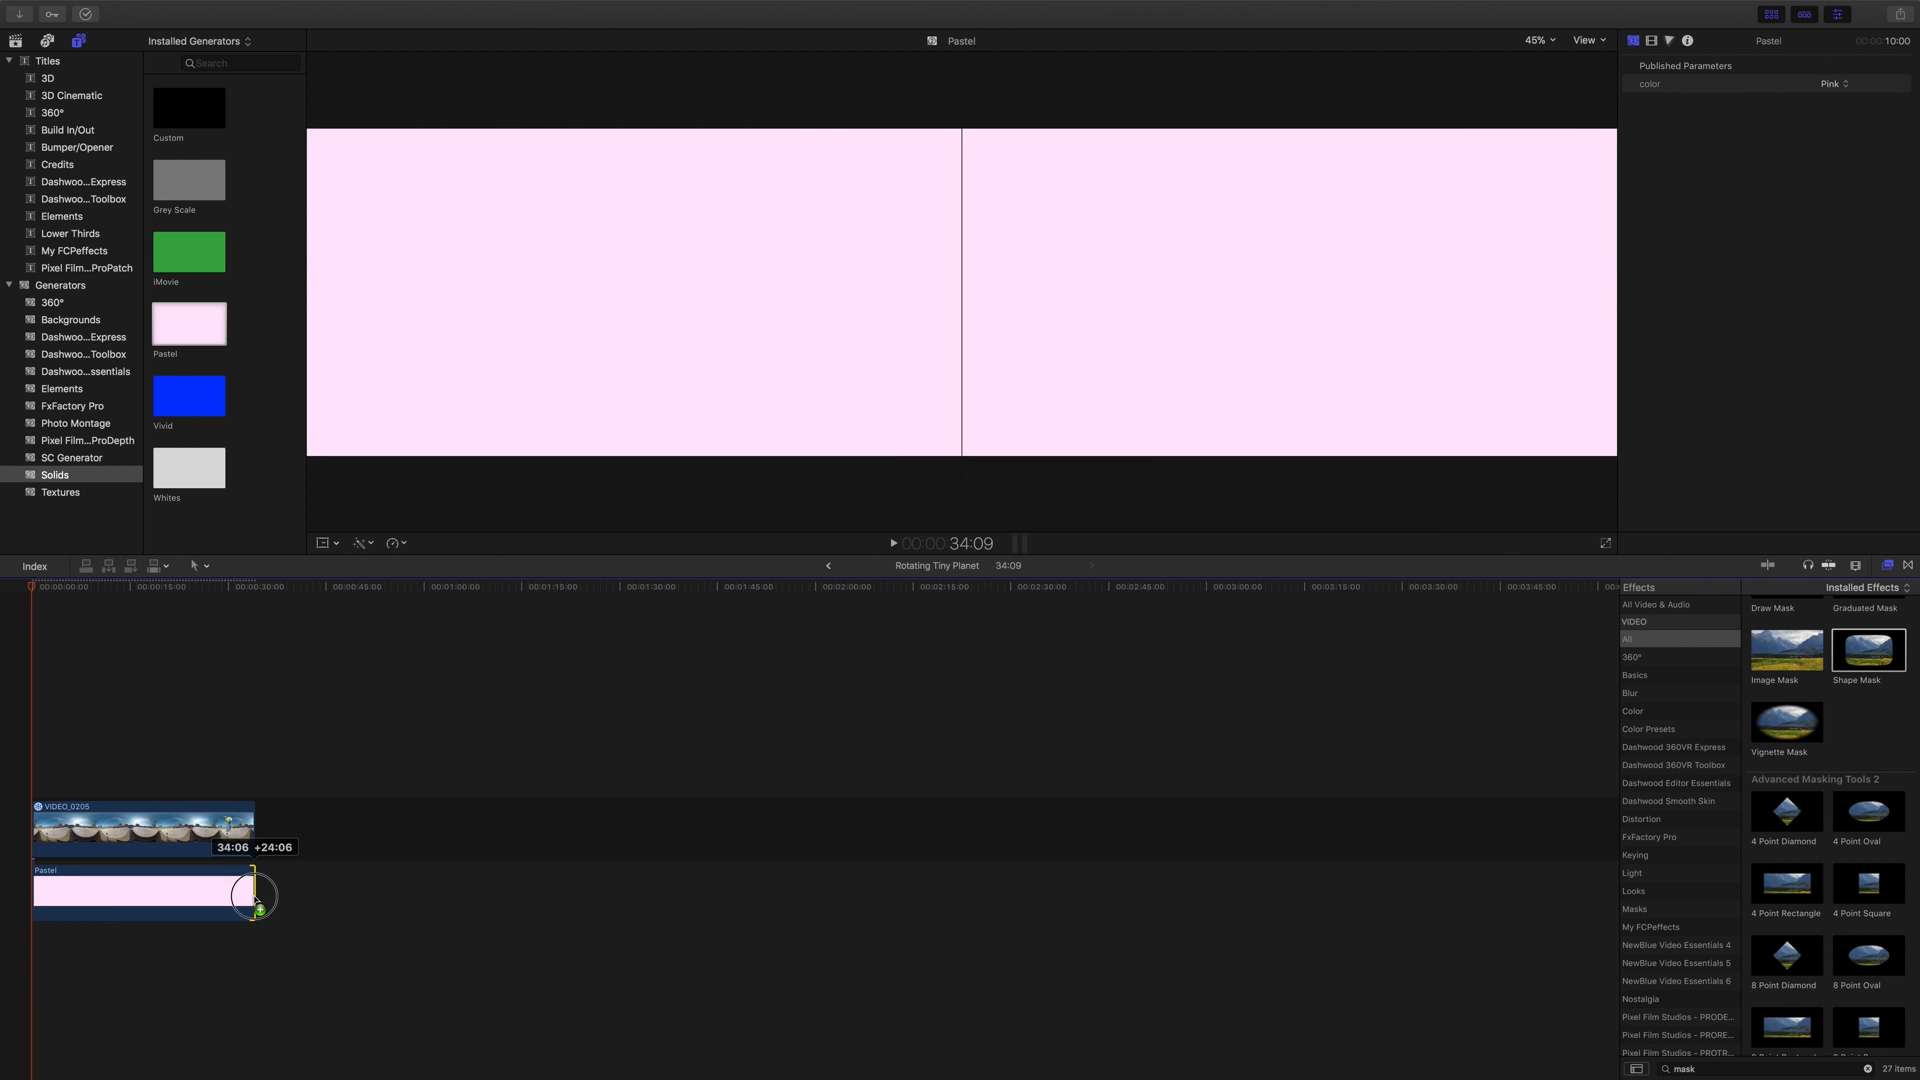 Installed Generators
Pastel
45%
View
Pastel
00:00:10:00
Titles
3D
3D Cinematic
360°
Build In/Out
Bumper/Opener
Credits
Dashwoo...Express
Dashwoo...Toolbox
Elements
Lower Thirds
My FCPeffects
Pixel Film...ProPatch
Generators
360°
Backgrounds
Dashwoo...Express
Dashwoo...Toolbox
Dashwoo...ssentials
Elements
FxFactory Pro
Photo Montage
Pixel Film...ProDepth
SC Generator
Solids
Textures
Search
Custom
Grey Scale
iMovie
Pastel
Vivid
Whites
Published Parameters
color
Pink
00:00:34:09
Index
Rotating Tiny Planet
34:09
00:00:00:00
00:00:15:00
00:00:30:00
00:00:45:00
00:01:00:00
00:01:15:00
00:01:30:00
00:01:45:00
00:02:00:00
00:02:15:00
00:02:30:00
00:02:45:00
00:03:00:00
00:03:15:00
00:03:30:00
00:03:45:00
VIDEO_0205
34:06 +24:06
Pastel
Effects
Installed Effects
All Video & Audio
VIDEO
All
360°
Basics
Blur
Color
Color Presets
Dashwood 360VR Express
Dashwood 360VR Toolbox
Dashwood Editor Essentials
Dashwood Smooth Skin
Distortion
FxFactory Pro
Keying
Light
Looks
Masks
My FCPeffects
NewBlue Video Essentials 4
NewBlue Video Essentials 5
NewBlue Video Essentials 6
Nostalgia
Pixel Film Studios - PRODE...
Pixel Film Studios - PRORE...
Pixel Film Studios - PROTR...
Draw Mask
Graduated Mask
Image Mask
Shape Mask
Vignette Mask
Advanced Masking Tools 2
4 Point Diamond
4 Point Oval
4 Point Rectangle
4 Point Square
8 Point Diamond
8 Point Oval
mask
27 items